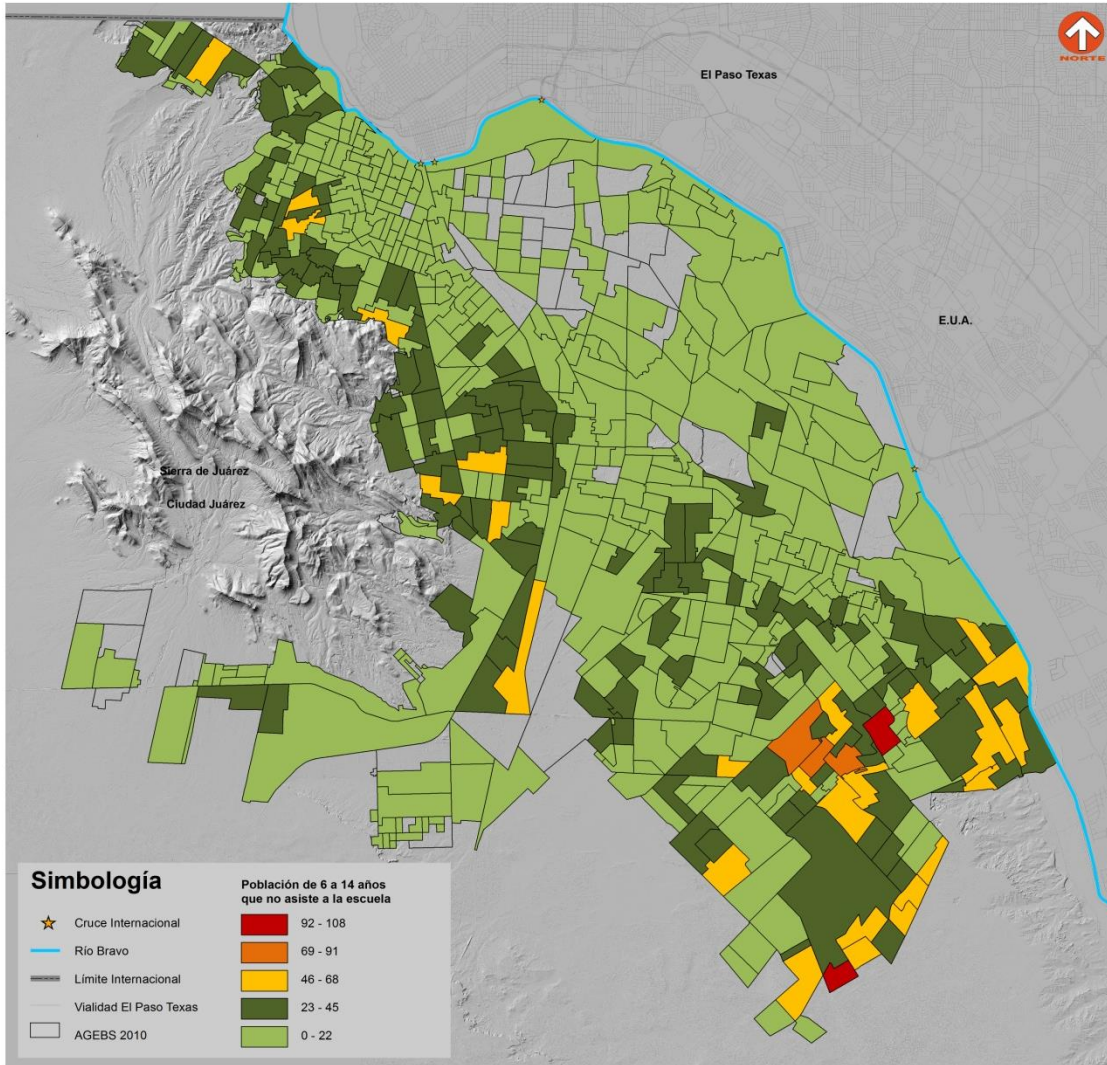 NORTE
El Paso Texas
E.U.A.
Sierra de Juárez
Ciudad Juárez
Simbología
Cruce Internacional
Río Bravo
Límite Internacional
Vialidad El Paso Texas
AGEBS 2010
Población de 6 a 14 años
que no asiste a la escuela
92 - 108
69 - 91
46 - 68
23 - 45
0 - 22